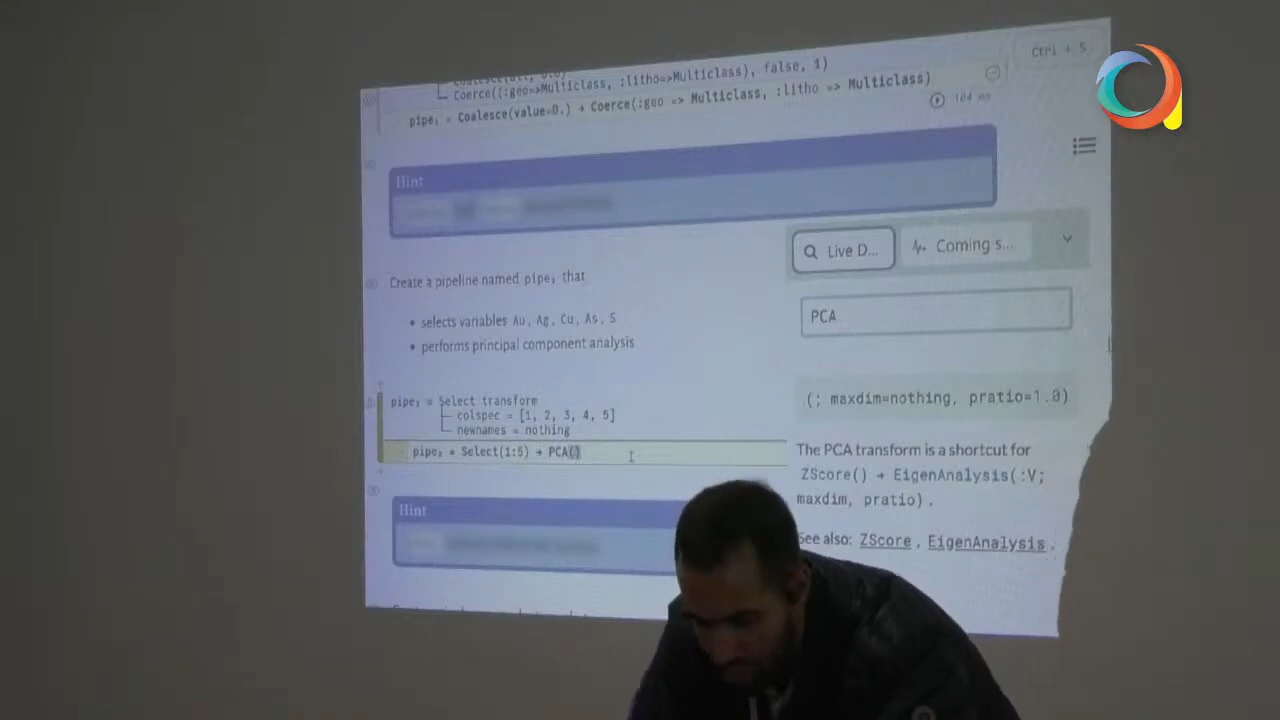 Ctrl + S
Coerce((:geo=>Multiclass, :litho=>Multiclass), false, 1)
pipe₁ = Coalesce(value=0.) → Coerce(:geo => Multiclass, :litho => Multiclass)
104 ms
Hint
Live D...
Coming s...
Create a pipeline named pipe₂ that
• selects variables Au, Ag, Cu, As, S
• performs principal component analysis
PCA
(; maxdim=nothing, pratio=1.0)
pipe₂ = Select transform
├─ colspec = [1, 2, 3, 4, 5]
└─ newnames = nothing
pipe₂ = Select(1:5) → PCA()
The PCA transform is a shortcut for
ZScore() → EigenAnalysis(:V;
maxdim, pratio).
See also: ZScore, EigenAnalysis.
Hint